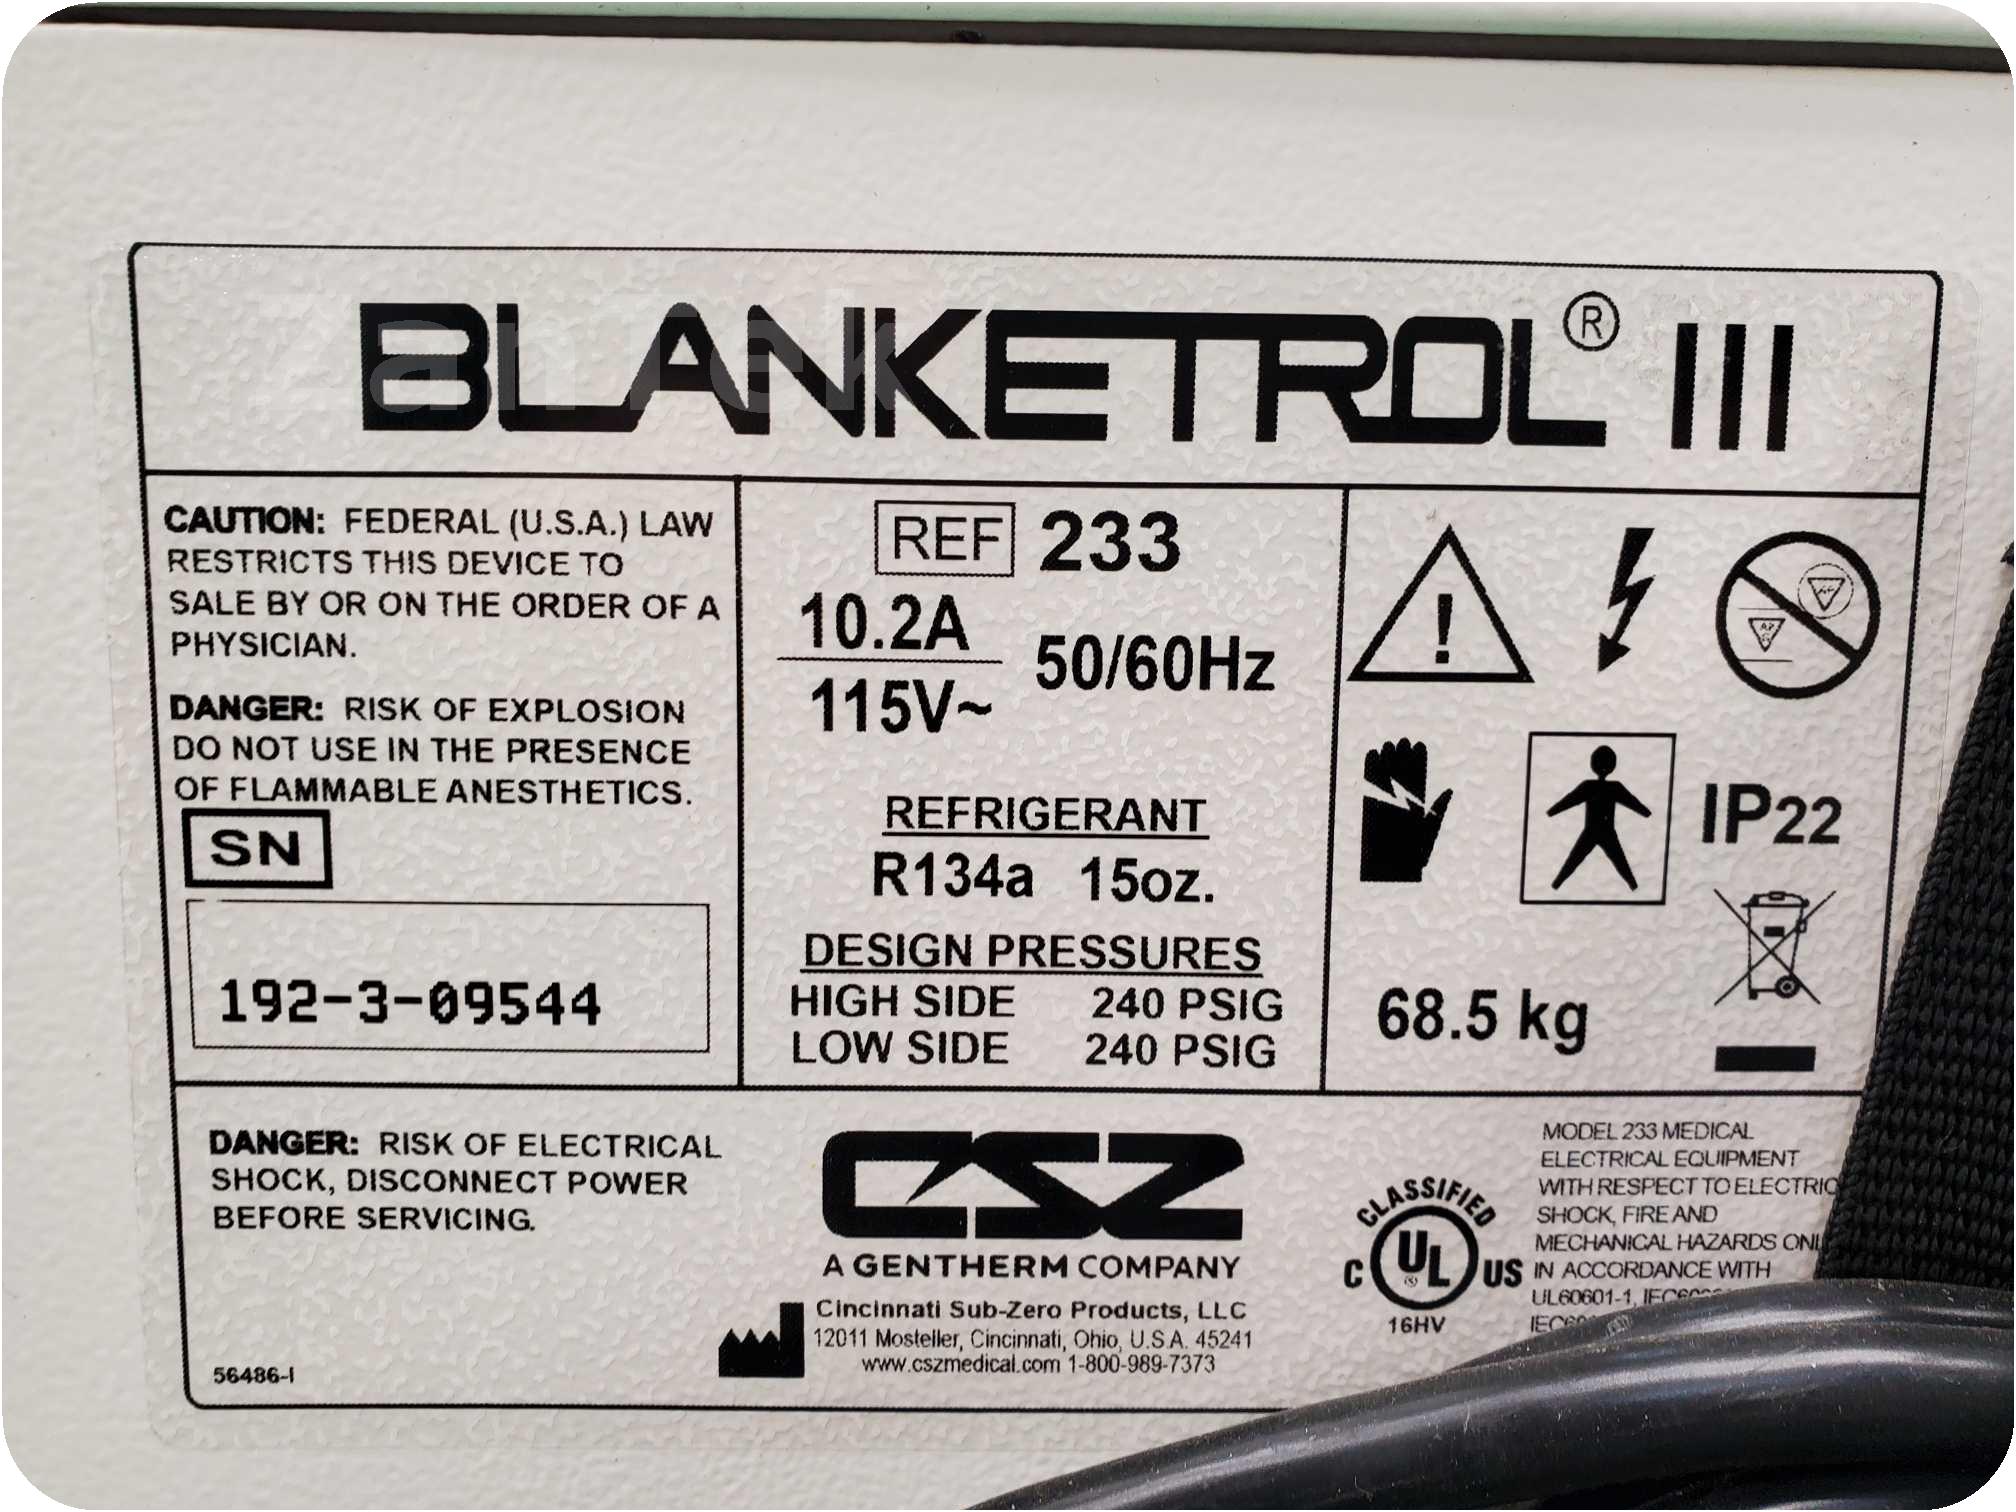 BLANKETROL® III
CAUTION: FEDERAL (U.S.A.) LAW
RESTRICTS THIS DEVICE TO
SALE BY OR ON THE ORDER OF A
PHYSICIAN.
DANGER: RISK OF EXPLOSION
DO NOT USE IN THE PRESENCE
OF FLAMMABLE ANESTHETICS.
SN
192-3-09544
REF 233
10.2A
115V~ 50/60Hz
REFRIGERANT
R134a 15oz.
DESIGN PRESSURES
HIGH SIDE 240 PSIG
LOW SIDE 240 PSIG
!
IP22
68.5 kg
DANGER: RISK OF ELECTRICAL
SHOCK, DISCONNECT POWER
BEFORE SERVICING.
56486-I
CSZ
A GENTHERM COMPANY
Cincinnati Sub-Zero Products, LLC
12011 Mosteller, Cincinnati, Ohio, U.S.A. 45241
www.cszmedical.com 1-800-989-7373
CLASSIFIED
C UL® US
16HV
MODEL 233 MEDICAL
ELECTRICAL EQUIPMENT
WITH RESPECT TO ELECTRIC
SHOCK, FIRE AND
MECHANICAL HAZARDS
IN ACCORDANCE WITH
UL60601-1,